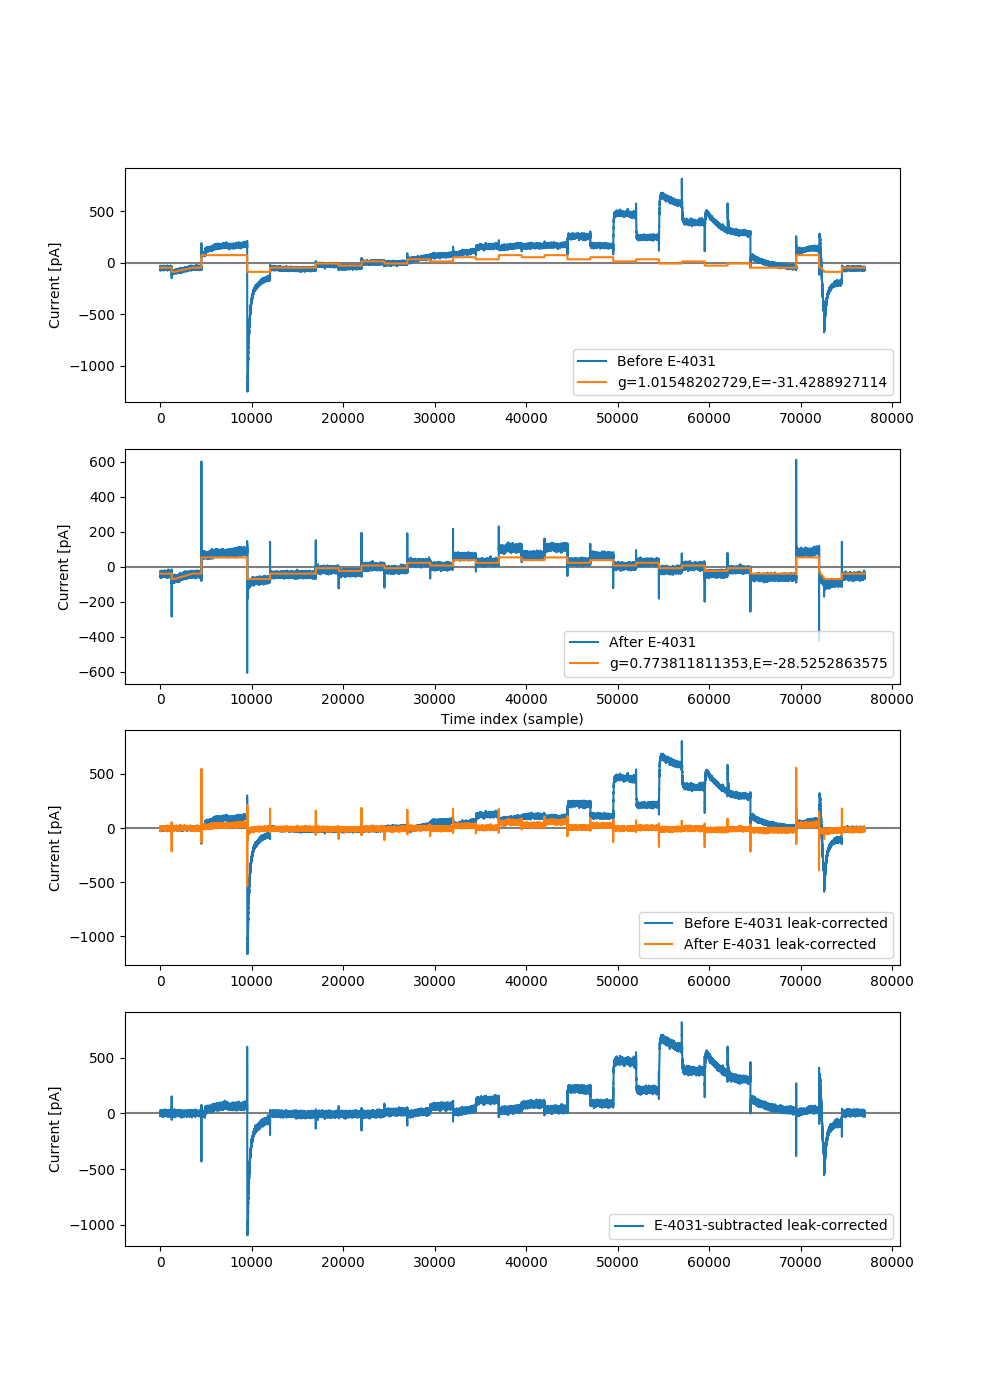 500
0
−500
−1000
Current [pA]
Before E-4031
g=1.01548202729,E=-31.4288927114
0 10000 20000 30000 40000 50000 60000 70000 80000
600
400
200
0
−200
−400
−600
Current [pA]
After E-4031
g=0.773811811353,E=-28.5252863575
0 10000 20000 30000 40000 50000 60000 70000 80000
Time index (sample)
500
0
−500
−1000
Current [pA]
Before E-4031 leak-corrected
After E-4031 leak-corrected
0 10000 20000 30000 40000 50000 60000 70000 80000
500
0
−500
−1000
Current [pA]
E-4031-subtracted leak-corrected
0 10000 20000 30000 40000 50000 60000 70000 80000